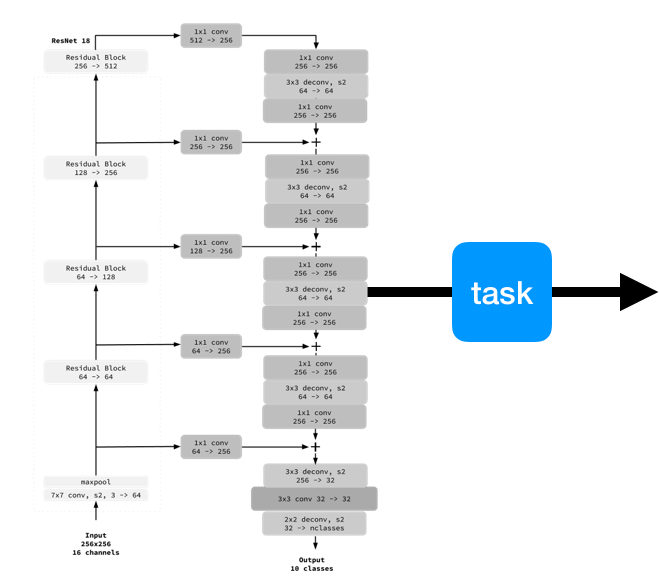 ResNet 18
Residual Block
256 -> 512
Residual Block
128 -> 256
Residual Block
64 -> 128
Residual Block
64 -> 64
maxpool
7x7 conv, s2, 3 -> 64
Input
256x256
16 channels
1x1 conv
512 -> 256
1x1 conv
256 -> 256
1x1 conv
128 -> 256
1x1 conv
64 -> 256
1x1 conv
64 -> 256
1x1 conv
256 -> 256
3x3 deconv, s2
64 -> 64
1x1 conv
256 -> 256
+
1x1 conv
256 -> 256
3x3 deconv, s2
64 -> 64
1x1 conv
256 -> 256
+
1x1 conv
256 -> 256
3x3 deconv, s2
64 -> 64
1x1 conv
256 -> 256
+
1x1 conv
256 -> 256
3x3 deconv, s2
64 -> 64
1x1 conv
256 -> 256
+
3x3 deconv, s2
256 -> 32
3x3 conv 32 -> 32
2x2 deconv, s2
32 -> nclasses
Output
10 classes
task